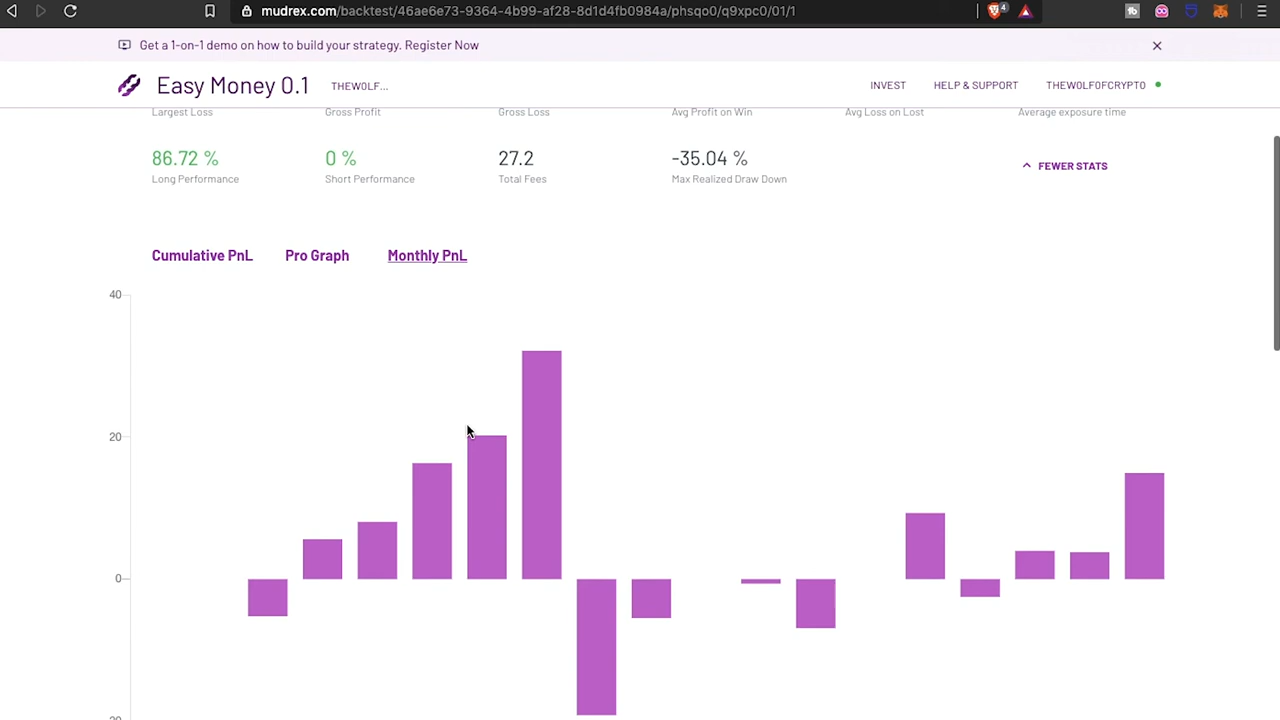 mudrex.com/backtest/46ae6e73-9364-4b99-af28-8d1d4fb0984a/phsqo0/q9xpc0/01/1
4
Get a 1-on-1 demo on how to build your strategy. Register Now
Easy Money 0.1 THEW0LF... INVEST HELP & SUPPORT THEW0LF0FCRYPT0
Largest Loss Gross Profit Gross Loss Avg Profit on Win Avg Loss on Lost Average exposure time
86.72 % 0 % 27.2 -35.04 %
Long Performance Short Performance Total Fees Max Realized Draw Down FEWER STATS
Cumulative PnL Pro Graph Monthly PnL
40
20
0